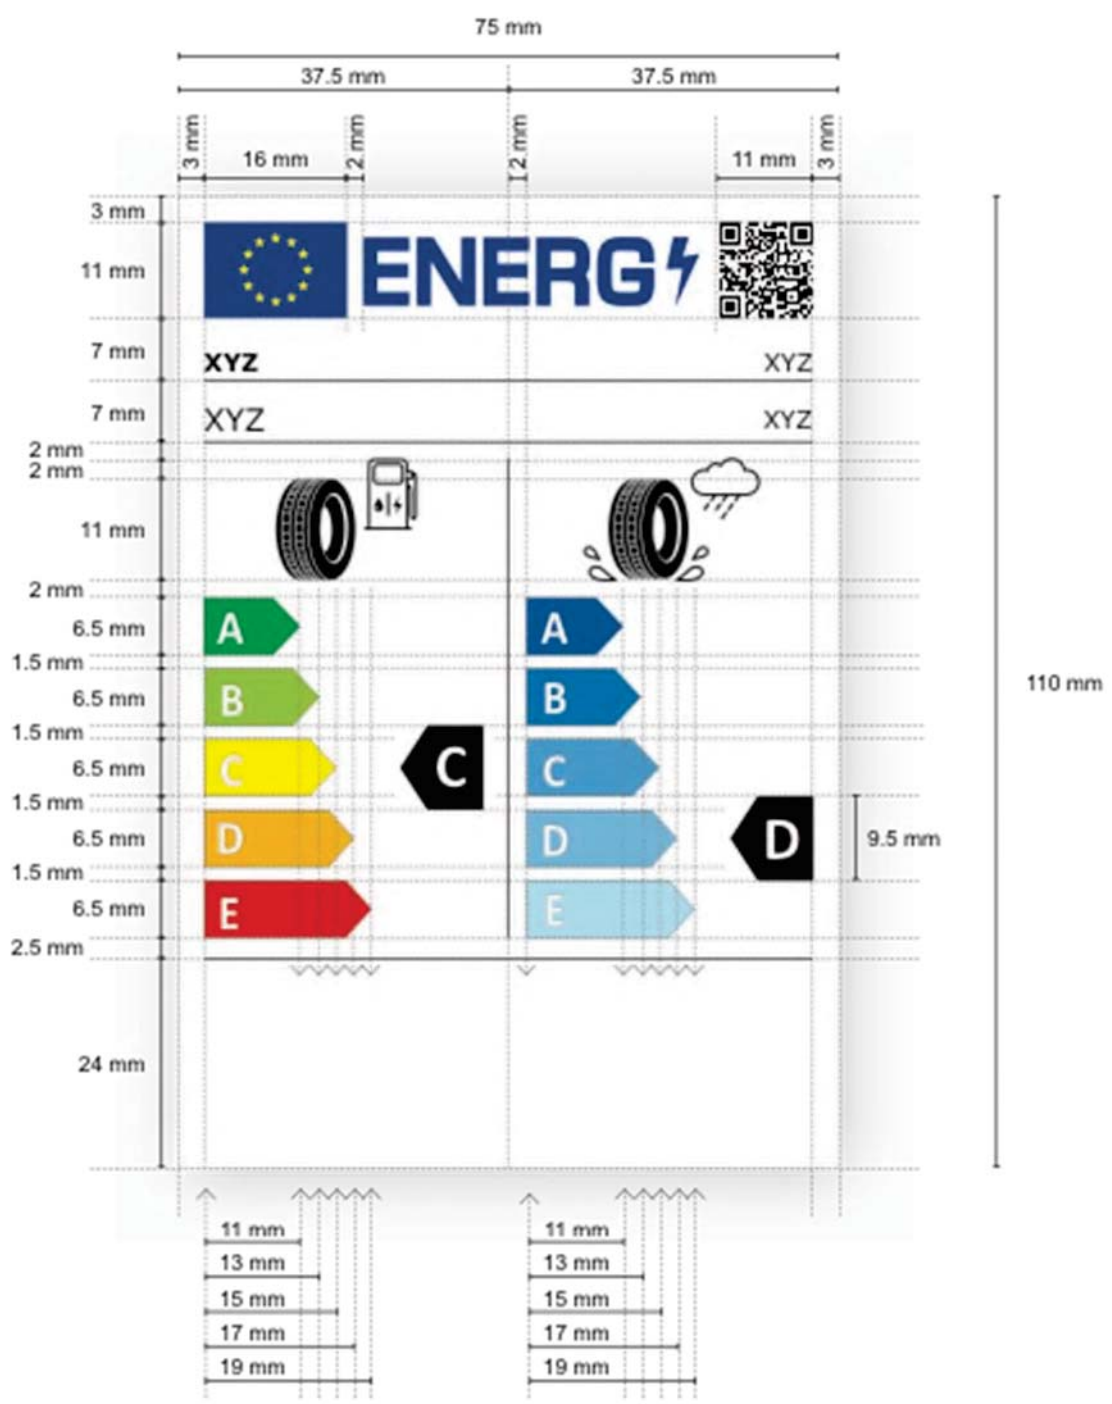 75 mm
37.5 mm 37.5 mm
3 mm 16 mm 2 mm 2 mm 11 mm 3 mm
3 mm
11 mm ENERG
7 mm XYZ XYZ
7 mm XYZ XYZ
2 mm
2 mm
11 mm
2 mm
6.5 mm A A
1.5 mm
6.5 mm B B 110 mm
1.5 mm
6.5 mm C C C
1.5 mm
6.5 mm D D D 9.5 mm
1.5 mm
6.5 mm E E
2.5 mm
24 mm
11 mm 11 mm
13 mm 13 mm
15 mm 15 mm
17 mm 17 mm
19 mm 19 mm